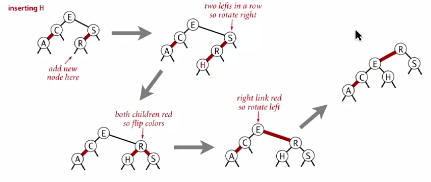 inserting H
E
C
S
A
R
add new
node here
two lefts in a row
so rotate right
E
C
S
A
R
H
both children red
so flip colors
E
C
R
A
H
S
right link red
so rotate left
E
C
R
A
H
S
R
E
S
C
H
A